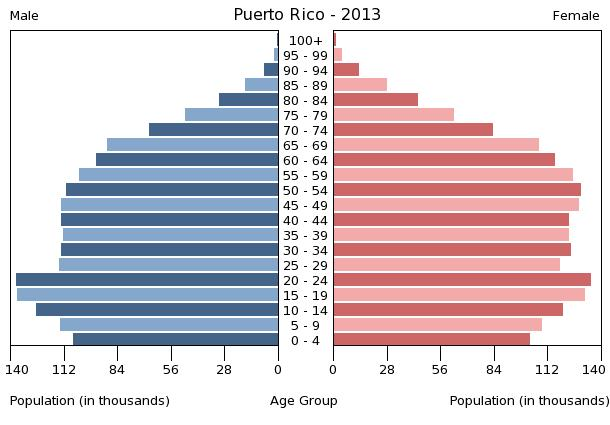 Puerto Rico - 2013
Male
Female
100+
95 - 99
90 - 94
85 - 89
80 - 84
75 - 79
70 - 74
65 - 69
60 - 64
55 - 59
50 - 54
45 - 49
40 - 44
35 - 39
30 - 34
25 - 29
20 - 24
15 - 19
10 - 14
5 - 9
0 - 4
140 112 84 56 28 0 0 28 56 84 112 140
Population (in thousands) Age Group Population (in thousands)